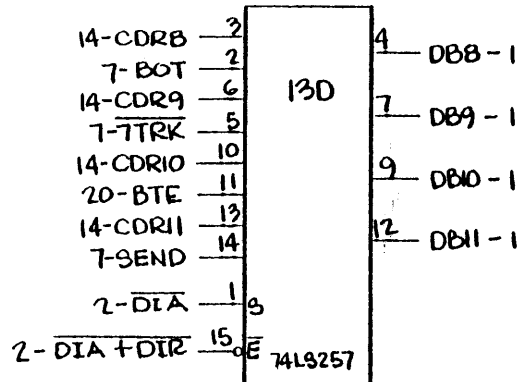 14-CDR8 3
7-BOT 2
14-CDR9 6
7-7TRK 5
14-CDR10 10
20-BTE 11
14-CDR11 13
7-SEND 14
2-DIA 1 S
2-DIA+DIR 15 E
13D
74LS257
4 DB8-1
7 DB9-1
9 DB10-1
12 DB11-1